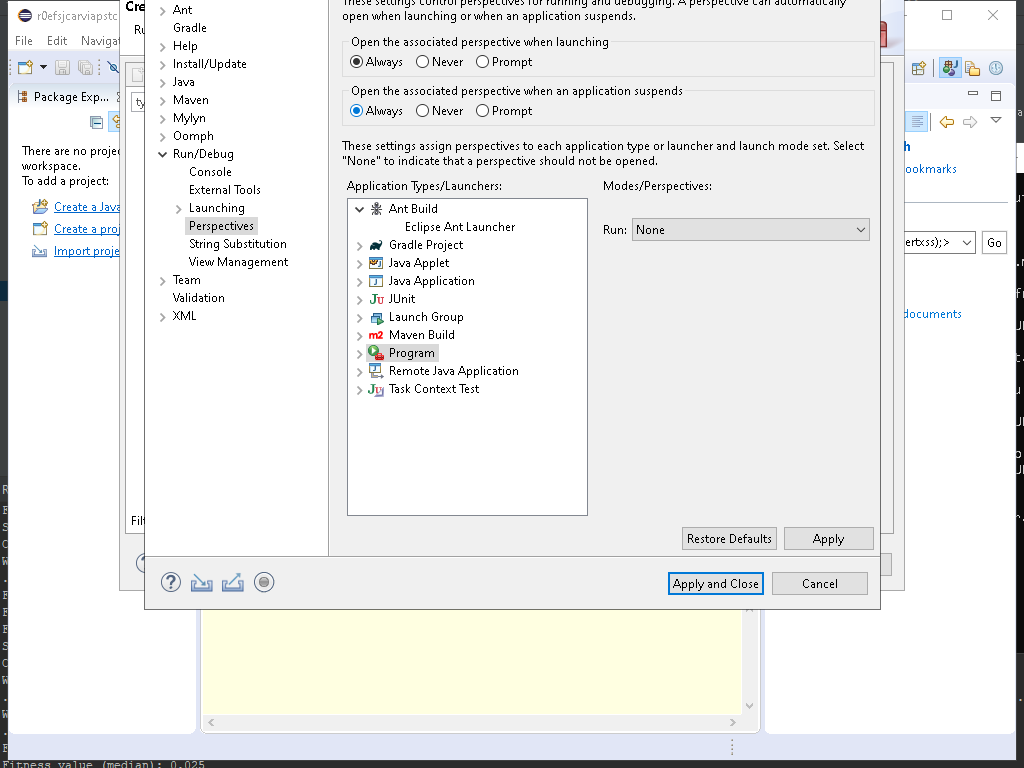 r0efsjcarviapstc
File Edit Navigat
Cre
Ru
Package Exp...
ty
There are no proje
workspace.
To add a project:
Create a Java
Create a proj
Import proje
Filt
Ant
Gradle
Help
Install/Update
Java
Maven
Mylyn
Oomph
Run/Debug
Console
External Tools
Launching
Perspectives
String Substitution
View Management
Team
Validation
XML
These settings control perspectives for running and debugging. A perspective can automatically
open when launching or when an application suspends.
Open the associated perspective when launching
Always Never Prompt
Open the associated perspective when an application suspends
Always Never Prompt
These settings assign perspectives to each application type or launcher and launch mode set. Select
"None" to indicate that a perspective should not be opened.
Application Types/Launchers:
Modes/Perspectives:
Ant Build
Eclipse Ant Launcher
Gradle Project
Java Applet
Java Application
JUnit
Launch Group
Maven Build
Program
Remote Java Application
Task Context Test
Run: None
Restore Defaults Apply
Apply and Close Cancel
ookmarks
ertxss);> Go
documents
Fitness value (median): 0.025